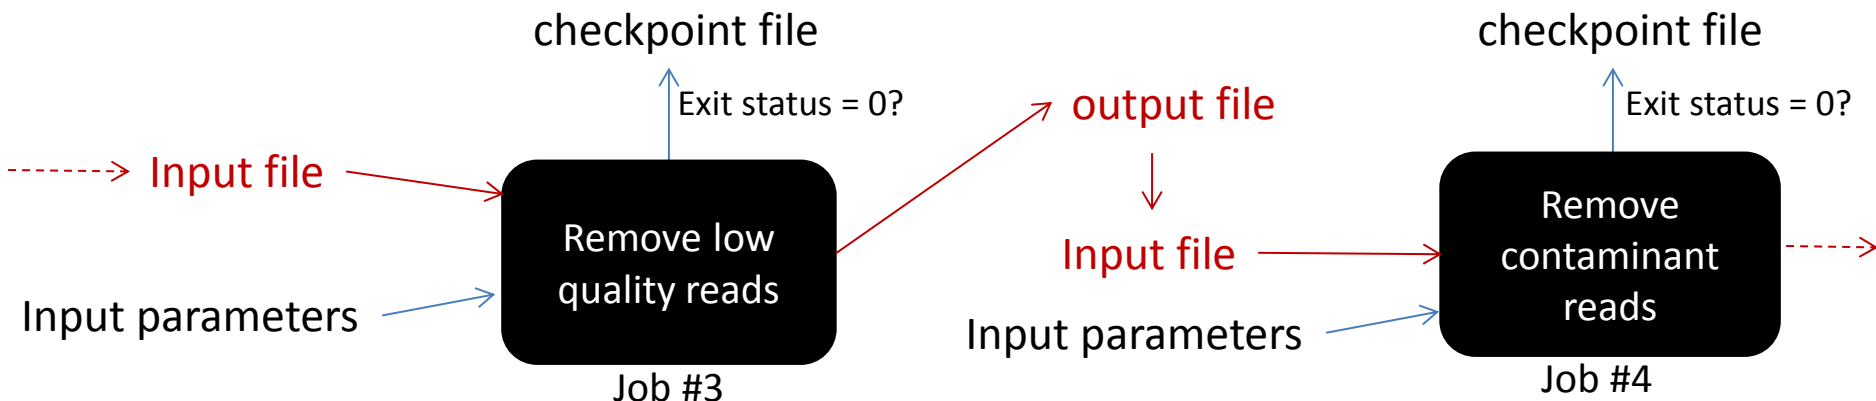 checkpoint file
Exit status = 0?
Input file
Remove low
quality reads
Input parameters
Job #3
output file
Input file
Input parameters
checkpoint file
Exit status = 0?
Remove
contaminant
reads
Job #4